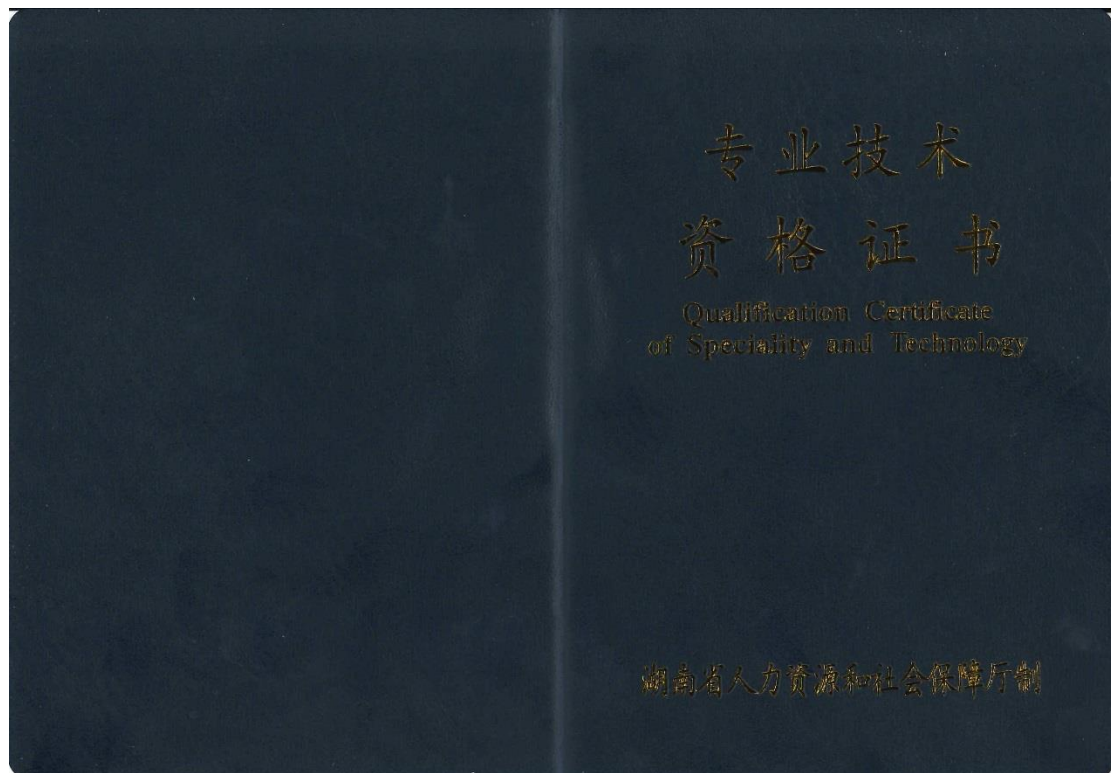 专业技术
资格证书
Qualification Certificate
of Speciality and Technology
湖南省人力资源和社会保障厅制